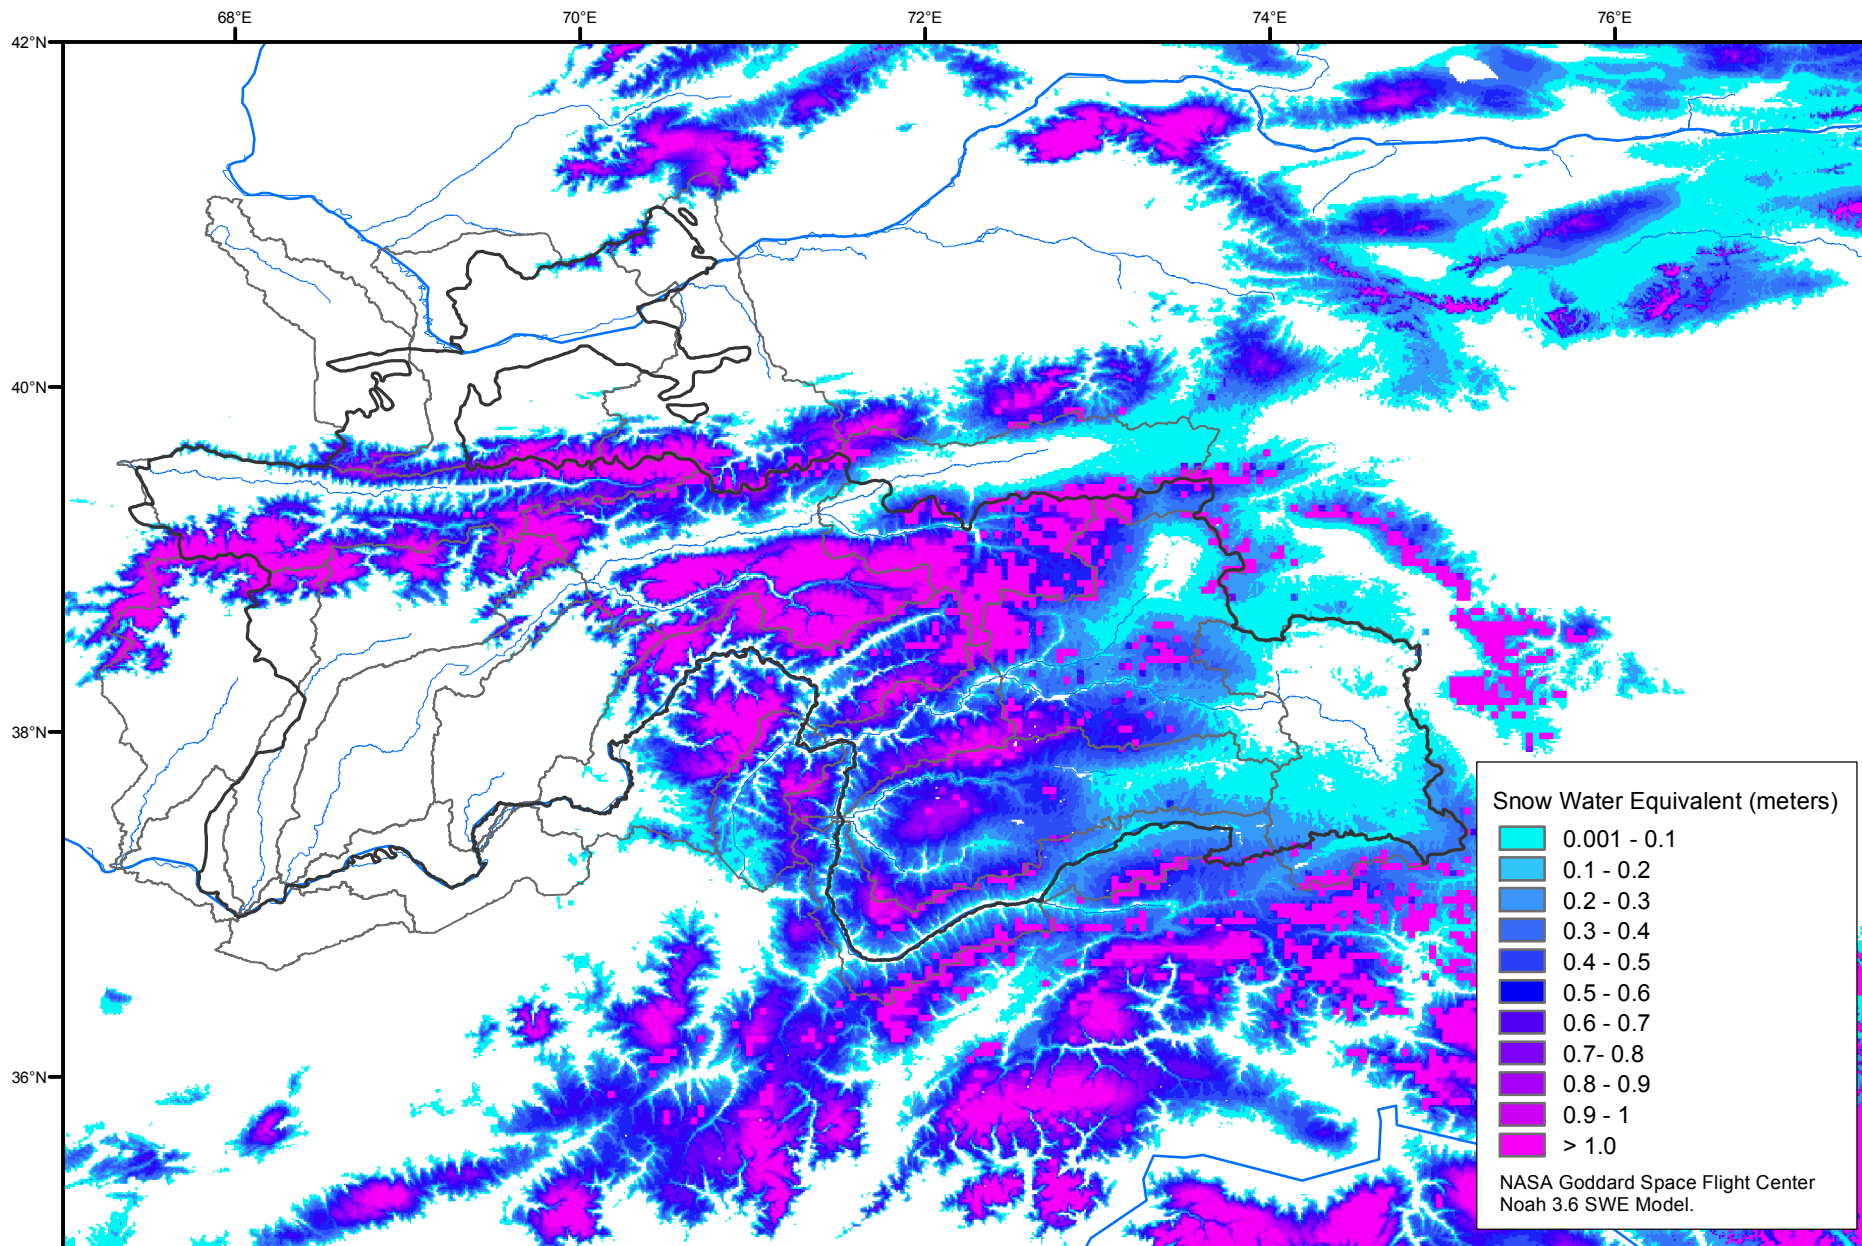 68°E
70°E
72°E
74°E
76°E
42°N
40°N
38°N
36°N
Snow Water Equivalent (meters)
0.001 - 0.1
0.1 - 0.2
0.2 - 0.3
0.3 - 0.4
0.4 - 0.5
0.5 - 0.6
0.6 - 0.7
0.7- 0.8
0.8 - 0.9
0.9 - 1
> 1.0
NASA Goddard Space Flight Center
Noah 3.6 SWE Model.